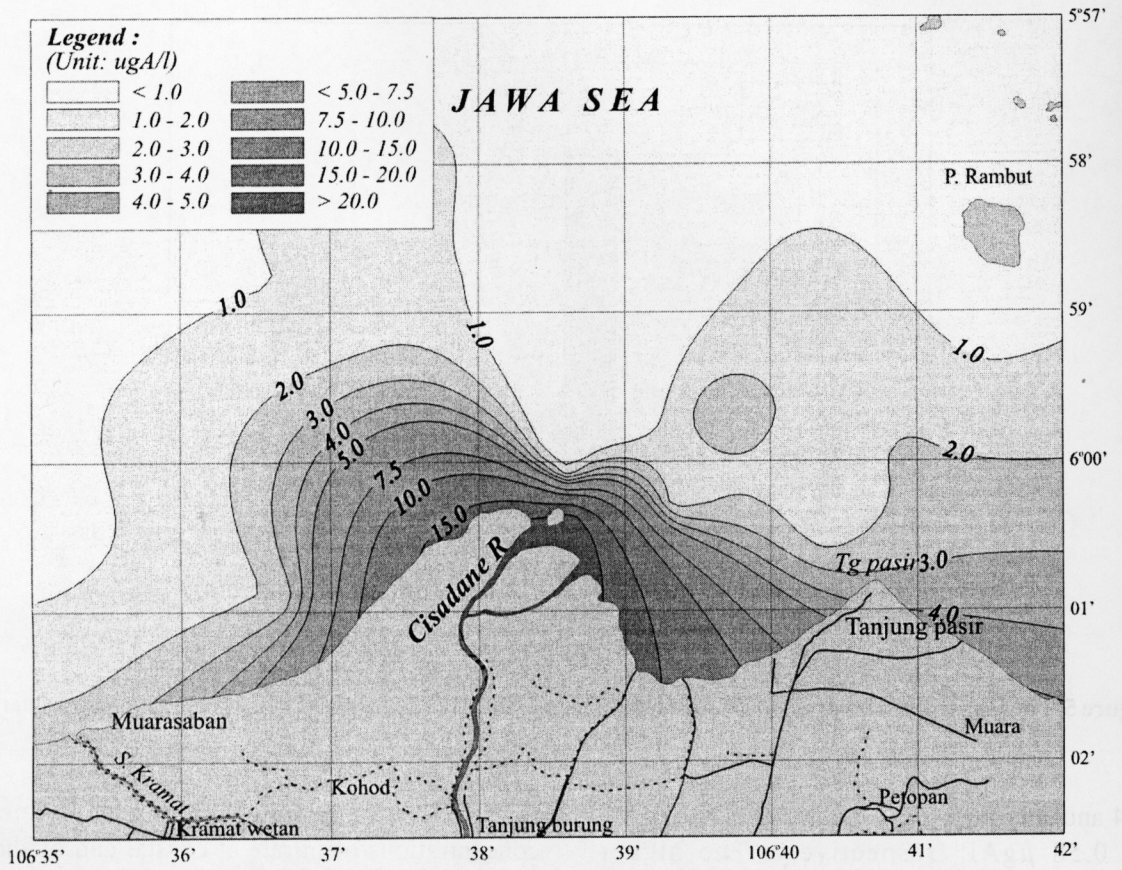 Legend :
(Unit: ugA/l)
< 1.0
1.0 - 2.0
2.0 - 3.0
3.0 - 4.0
4.0 - 5.0
< 5.0 - 7.5
7.5 - 10.0
10.0 - 15.0
15.0 - 20.0
> 20.0
JAWA SEA
P. Rambut
1.0
1.0
1.0
2.0
3.0
4.0
5.0
7.5
10.0
15.0
2.0
3.0
4.0
Cisadane R
Tg pasir
Tanjung pasir
Muarasaban
S. Kramat
Kramat wetan
Kohod
Tanjung burung
Muara
Petopan
5°57'
58'
59'
6°00'
01'
02'
106°35'
36'
37'
38'
39'
106°40
41'
42'